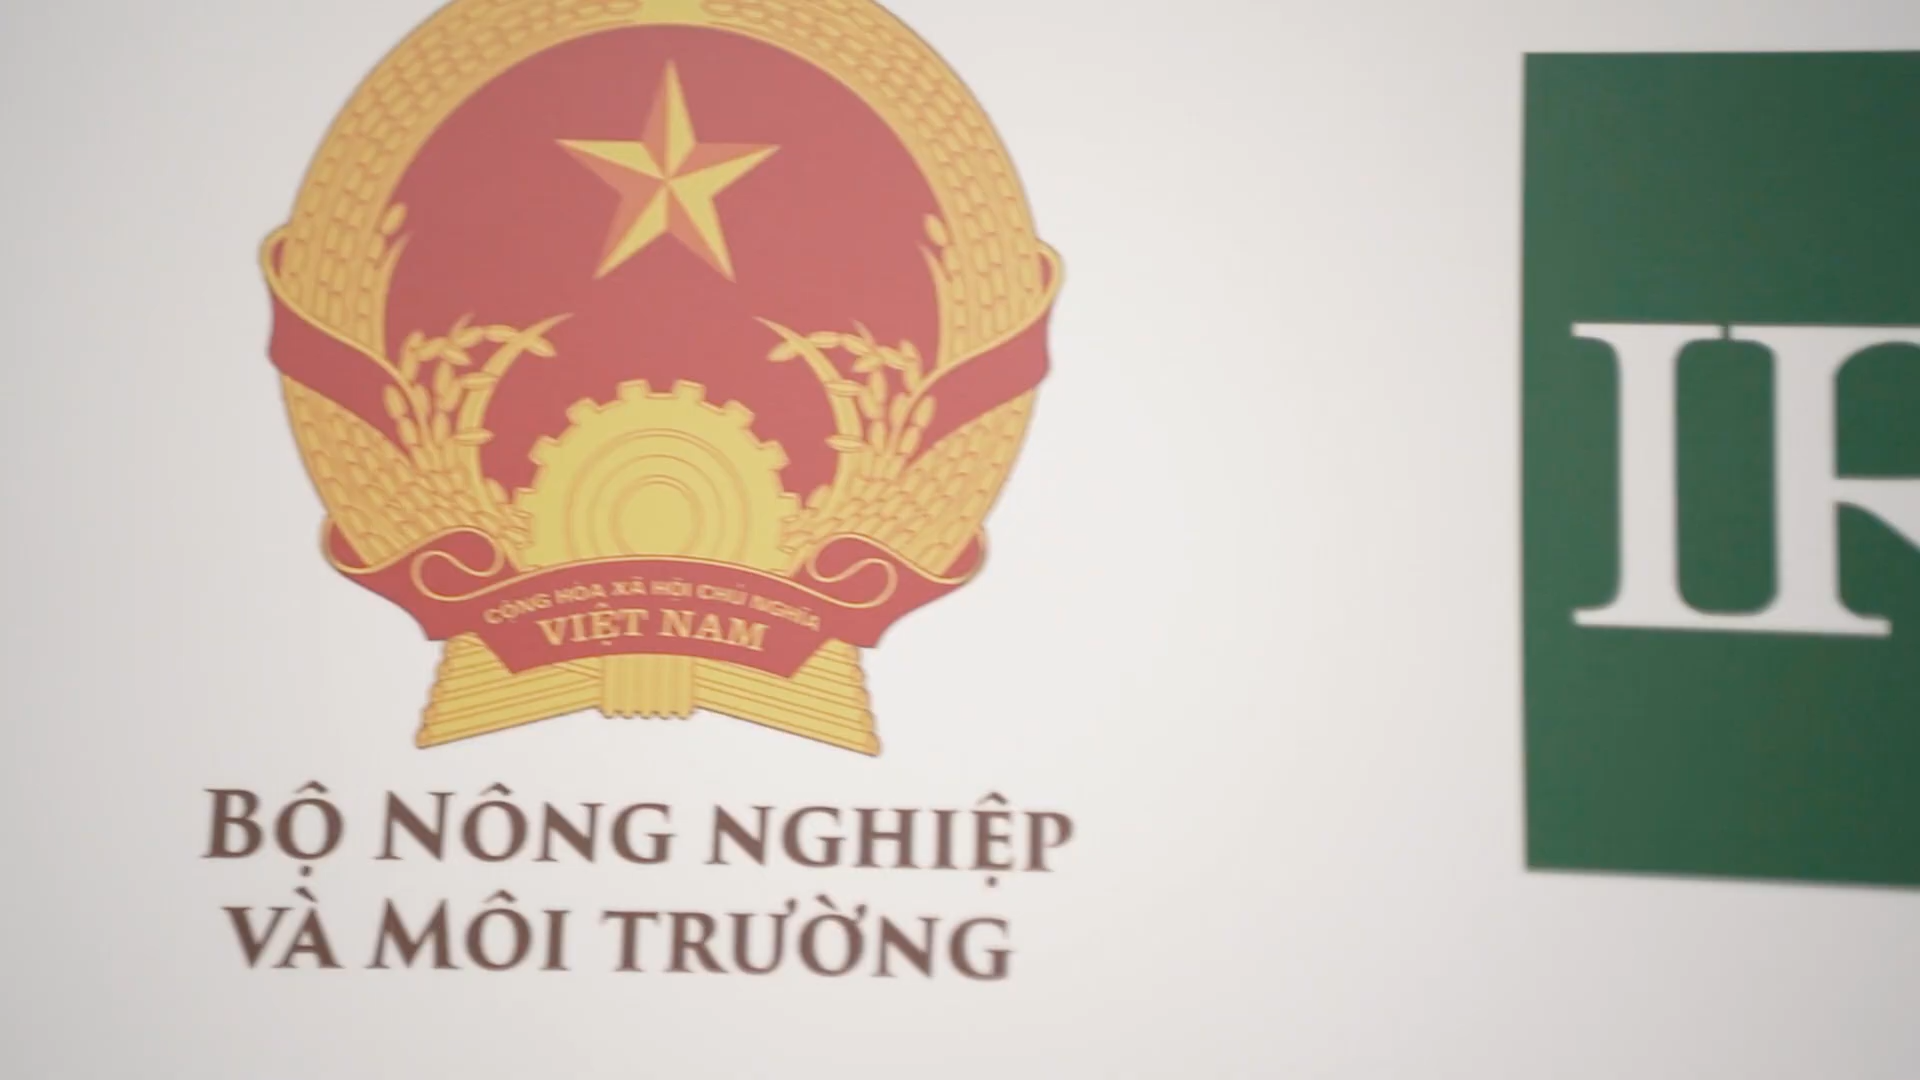 CỘNG HÒA XÃ HỘI CHỦ NGHĨA
VIỆT NAM
BỘ NÔNG NGHIỆP
VÀ MÔI TRƯỜNG